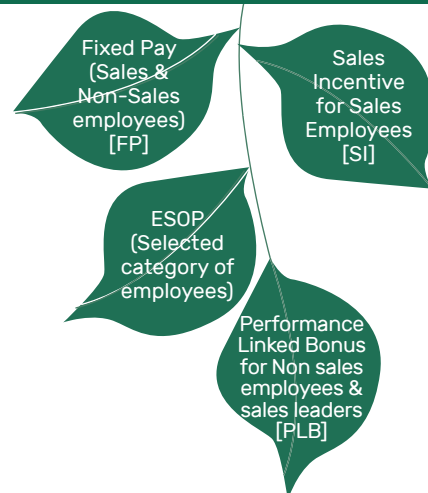 Fixed Pay
(Sales &
Non-Sales
employees)
[FP]
Sales
Incentive
for Sales
Employees
[SI]
ESOP
(Selected
category of
employees)
Performance
Linked Bonus
for Non sales
employees &
sales leaders
[PLB]